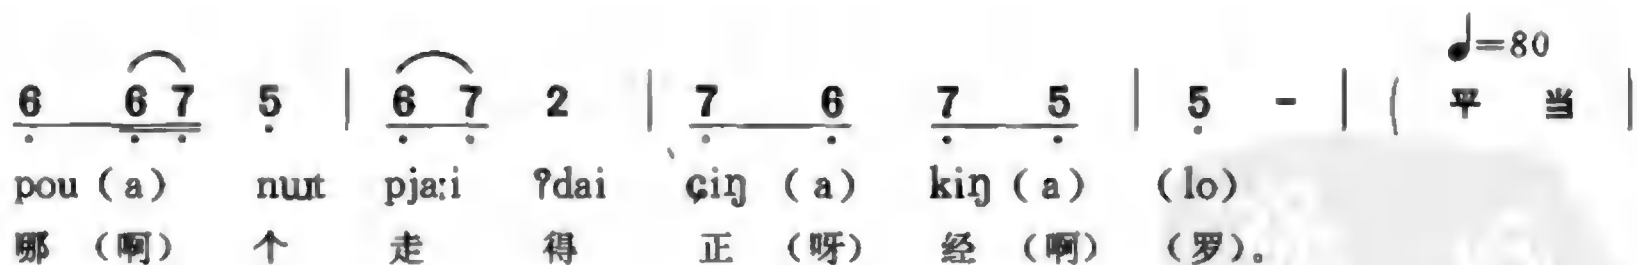 ♩=80
6 6 7 5 | 6 7 2 | 7 6 7 5 | 5 - | ( 平 当 |
pou (a) nɯt pja:i ʔdai ɕiŋ (a) kiŋ (a) (lo)
哪 (啊) 个 走 得 正 (呀) 经 (啊) (罗)。